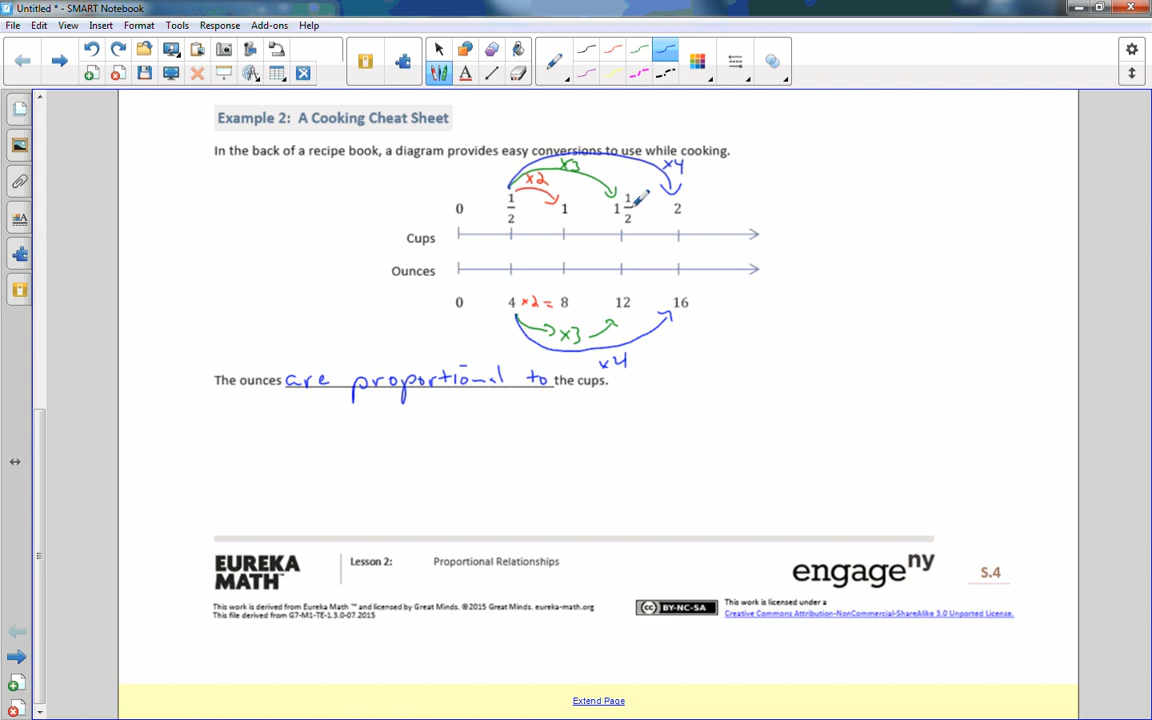 Untitled * - SMART Notebook
File Edit View Insert Format Tools Response Add-ons Help
Example 2: A Cooking Cheat Sheet
In the back of a recipe book, a diagram provides easy conversions to use while cooking.
x2 x3 x4
0 1/2 1 1 1/2 2
Cups
Ounces
0 4 x2 = 8 12 16
x3
x4
The ounces are proportional to the cups.
EUREKA MATH™ Lesson 2: Proportional Relationships engage ny S.4
This work is derived from Eureka Math ™ and licensed by Great Minds. ©2015 Great Minds. eureka-math.org
This file derived from G7-M1-TE-1.3.0-07.2015
cc BY-NC-SA
This work is licensed under a
Creative Commons Attribution-NonCommercial-ShareAlike 3.0 Unported License.
Extend Page